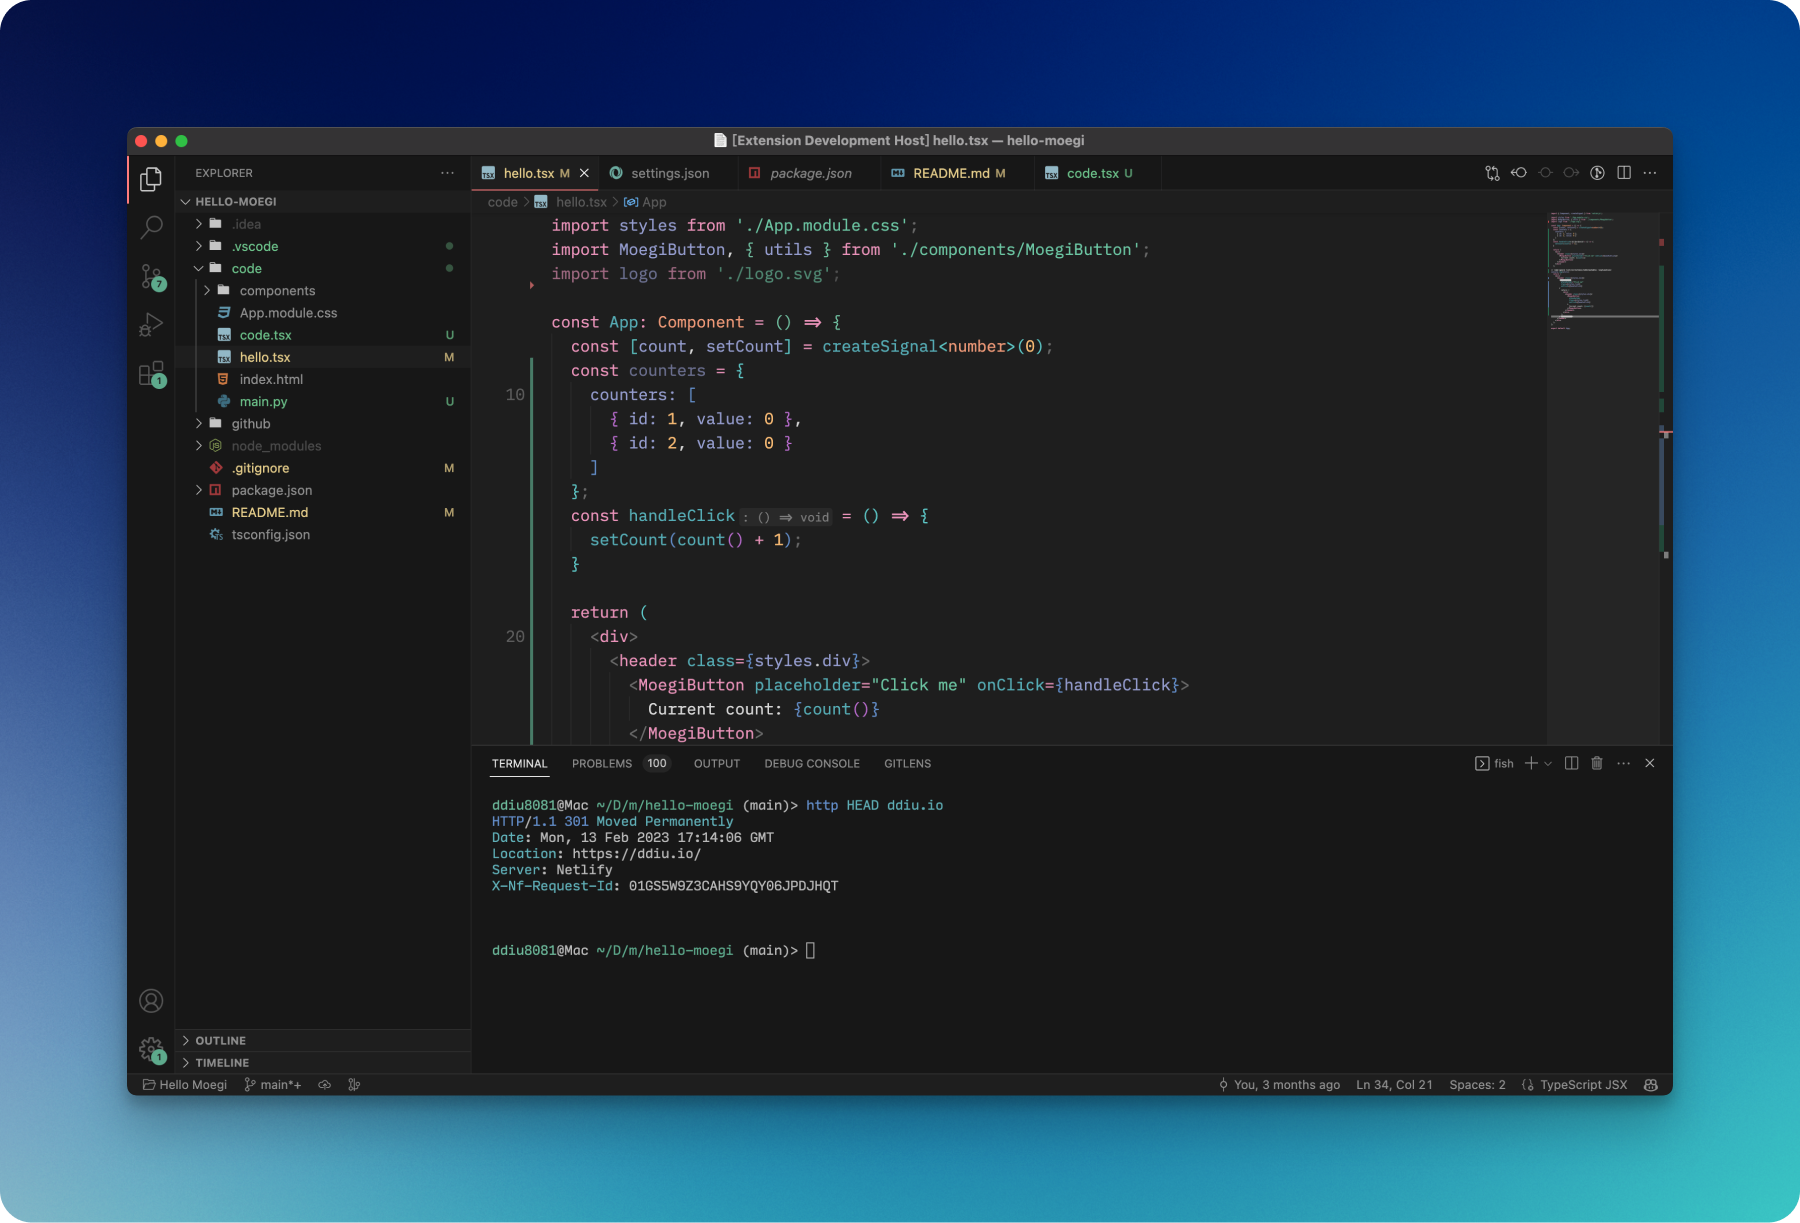 [Extension Development Host] hello.tsx — hello-moegi
EXPLORER
HELLO-MOEGI
.idea
.vscode
code
components
App.module.css
code.tsx U
hello.tsx M
index.html
main.py U
github
node_modules
.gitignore M
package.json
README.md M
tsconfig.json
OUTLINE
TIMELINE
7
1
1
hello.tsx M
settings.json
package.json
README.md M
code.tsx U
code > hello.tsx > App
import styles from './App.module.css';
import MoegiButton, { utils } from './components/MoegiButton';
import logo from './logo.svg';
const App: Component = () => {
const [count, setCount] = createSignal<number>(0);
const counters = {
10 counters: [
{ id: 1, value: 0 },
{ id: 2, value: 0 }
]
};
const handleClick : () => void = () => {
setCount(count() + 1);
}
return (
20 <div>
<header class={styles.div}>
<MoegiButton placeholder="Click me" onClick={handleClick}>
Current count: {count()}
</MoegiButton>
TERMINAL PROBLEMS 100 OUTPUT DEBUG CONSOLE GITLENS
fish
ddiu8081@Mac ~/D/m/hello-moegi (main)> http HEAD ddiu.io
HTTP/1.1 301 Moved Permanently
Date: Mon, 13 Feb 2023 17:14:06 GMT
Location: https://ddiu.io/
Server: Netlify
X-Nf-Request-Id: 01GS5W9Z3CAHS9YQY06JPDJHQT
ddiu8081@Mac ~/D/m/hello-moegi (main)>
Hello Moegi main*+
You, 3 months ago Ln 34, Col 21 Spaces: 2 TypeScript JSX